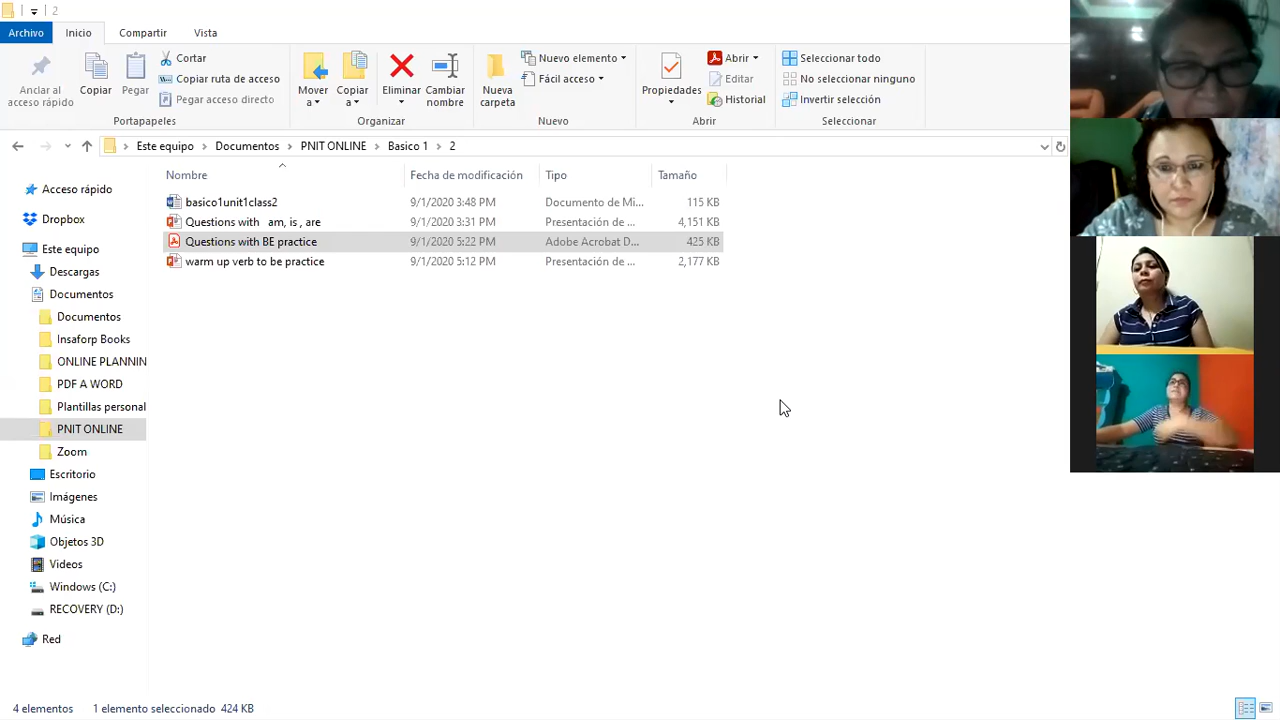 2
Archivo Inicio Compartir Vista
Anclar al acceso rápido
Copiar
Pegar
Cortar
Copiar ruta de acceso
Pegar acceso directo
Portapapeles
Mover a
Copiar a
Eliminar
Cambiar nombre
Organizar
Nueva carpeta
Nuevo elemento
Fácil acceso
Nuevo
Propiedades
Abrir
Editar
Historial
Abrir
Seleccionar todo
No seleccionar ninguno
Invertir selección
Seleccionar
Este equipo > Documentos > PNIT ONLINE > Basico 1 > 2
Nombre Fecha de modificación Tipo Tamaño
basico1unit1class2 9/1/2020 3:48 PM Documento de Mi... 115 KB
Questions with am, is , are 9/1/2020 3:31 PM Presentación de ... 4,151 KB
Questions with BE practice 9/1/2020 5:22 PM Adobe Acrobat D... 425 KB
warm up verb to be practice 9/1/2020 5:12 PM Presentación de ... 2,177 KB
Acceso rápido
Dropbox
Este equipo
Descargas
Documentos
Documentos
Insaforp Books
ONLINE PLANNIN
PDF A WORD
Plantillas personal
PNIT ONLINE
Zoom
Escritorio
Imágenes
Música
Objetos 3D
Videos
Windows (C:)
RECOVERY (D:)
Red
4 elementos 1 elemento seleccionado 424 KB